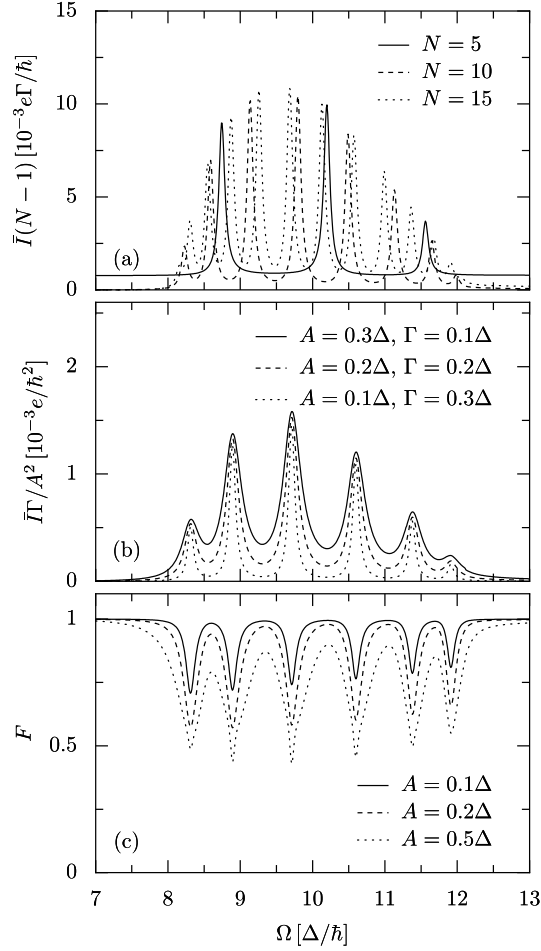 15
10
5
0
Ī(N − 1) [10⁻³eΓ/ħ]
N = 5
N = 10
N = 15
(a)
2
1
0
ĪΓ/A² [10⁻³e/ħ²]
A = 0.3Δ, Γ = 0.1Δ
A = 0.2Δ, Γ = 0.2Δ
A = 0.1Δ, Γ = 0.3Δ
(b)
1
0.5
0
F
A = 0.1Δ
A = 0.2Δ
A = 0.5Δ
(c)
7 8 9 10 11 12 13
Ω [Δ/ħ]